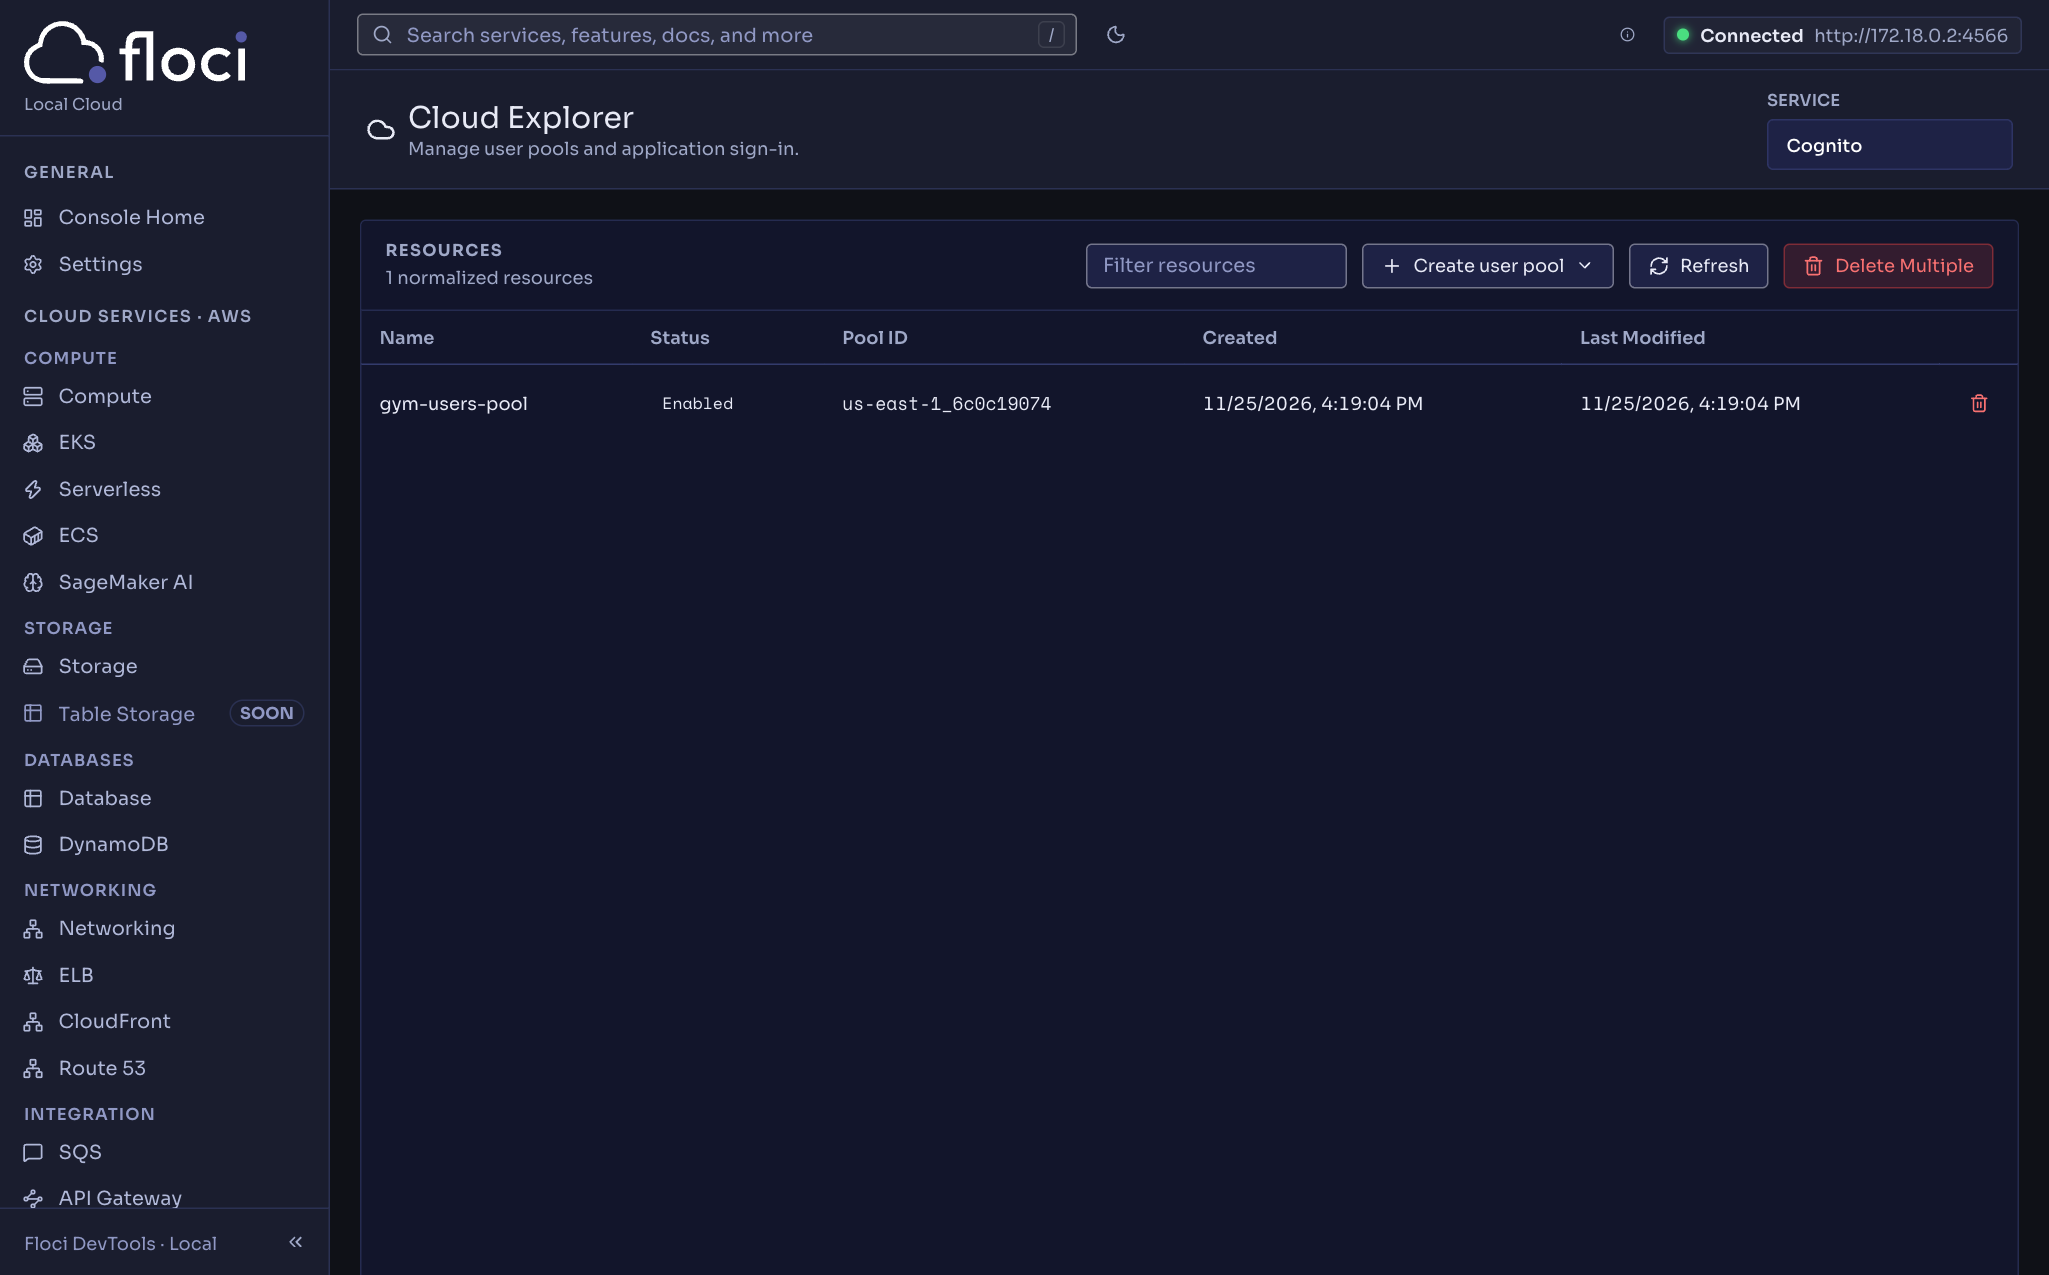 floci
Local Cloud
Search services, features, docs, and more /
Connected http://172.18.0.2:4566
GENERAL
Console Home
Settings
CLOUD SERVICES · AWS
COMPUTE
Compute
EKS
Serverless
ECS
SageMaker AI
STORAGE
Storage
Table Storage SOON
DATABASES
Database
DynamoDB
NETWORKING
Networking
ELB
CloudFront
Route 53
INTEGRATION
SQS
API Gateway
Floci DevTools · Local
Cloud Explorer
Manage user pools and application sign-in.
SERVICE
Cognito
RESOURCES
1 normalized resources
Filter resources
Create user pool
Refresh
Delete Multiple
Name Status Pool ID Created Last Modified
gym-users-pool Enabled us-east-1_6c0c19074 11/25/2026, 4:19:04 PM 11/25/2026, 4:19:04 PM